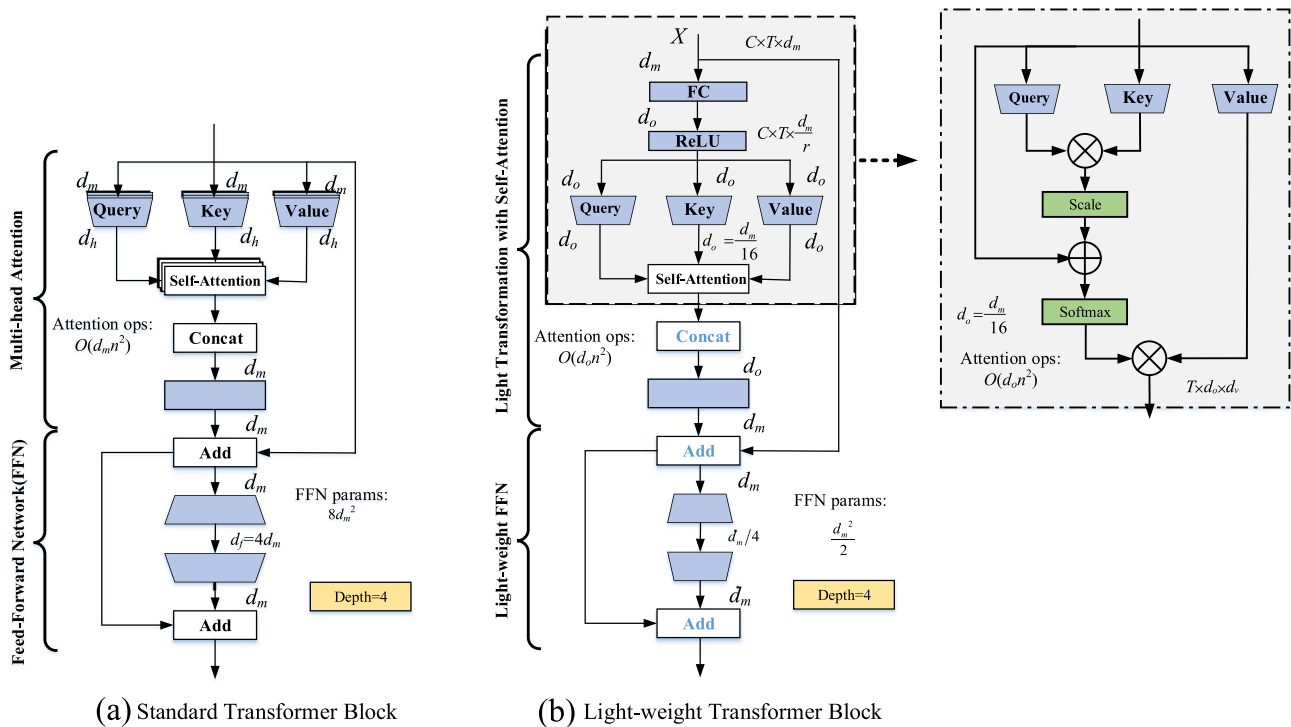 Multi-head Attention
Feed-Forward Network(FFN)
d_m
d_m
d_m
Query
Key
Value
d_h
d_h
d_h
Self-Attention
Attention ops:
O(d_m n^2)
Concat
d_m
d_m
Add
d_m
FFN params:
8d_m^2
d_f=4d_m
d_m
Depth=4
Add
(a) Standard Transformer Block
Light Transformation with Self-Attention
Light-weight FFN
X
C×T×d_m
d_m
FC
d_o
ReLU
C×T×d_m/r
d_o
d_o
d_o
Query
Key
Value
d_o
d_o=d_m/16
d_o
Self-Attention
Attention ops:
O(d_o n^2)
Concat
d_o
d_m
Add
d_m
FFN params:
d_m^2/2
d_m/4
d_m
Depth=4
Add
(b) Light-weight Transformer Block
Query
Key
Value
Scale
d_o=d_m/16
Softmax
Attention ops:
O(d_o n^2)
T×d_o×d_v